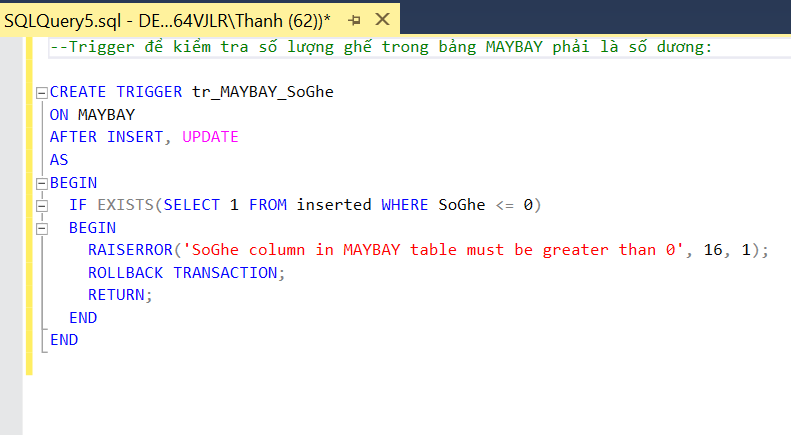 SQLQuery5.sql - DE...64VJLR\Thanh (62))*
--Trigger để kiểm tra số lượng ghế trong bảng MAYBAY phải là số dương:
CREATE TRIGGER tr_MAYBAY_SoGhe
ON MAYBAY
AFTER INSERT, UPDATE
AS
BEGIN
IF EXISTS(SELECT 1 FROM inserted WHERE SoGhe <= 0)
BEGIN
RAISERROR('SoGhe column in MAYBAY table must be greater than 0', 16, 1);
ROLLBACK TRANSACTION;
RETURN;
END
END